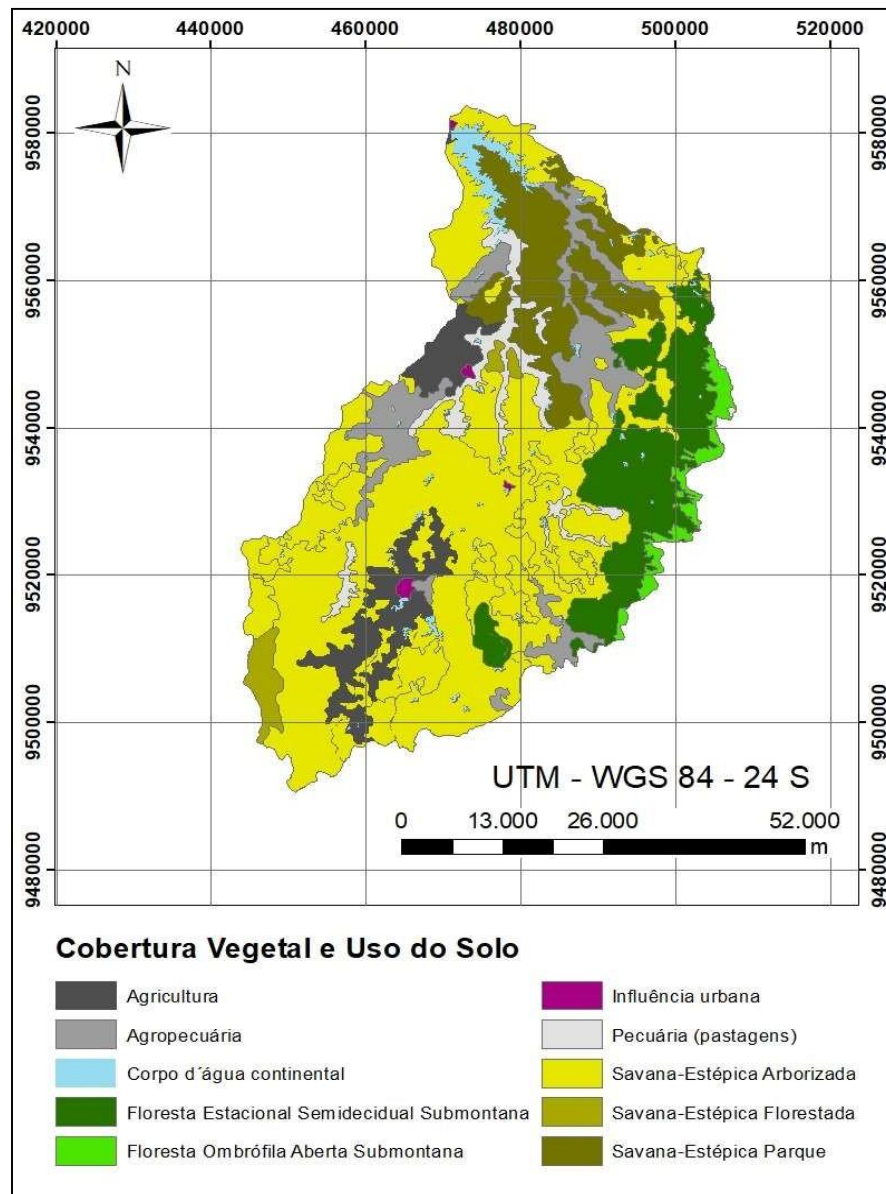 420000 440000 460000 480000 500000 520000
N
9580000 9580000
9560000 9560000
9540000 9540000
9520000 9520000
9500000 9500000
9480000 9480000
UTM - WGS 84 - 24 S
0 13.000 26.000 52.000
m
Cobertura Vegetal e Uso do Solo
Agricultura
Agropecuária
Corpo d´água continental
Floresta Estacional Semidecidual Submontana
Floresta Ombrófila Aberta Submontana
Influência urbana
Pecuária (pastagens)
Savana-Estépica Arborizada
Savana-Estépica Florestada
Savana-Estépica Parque